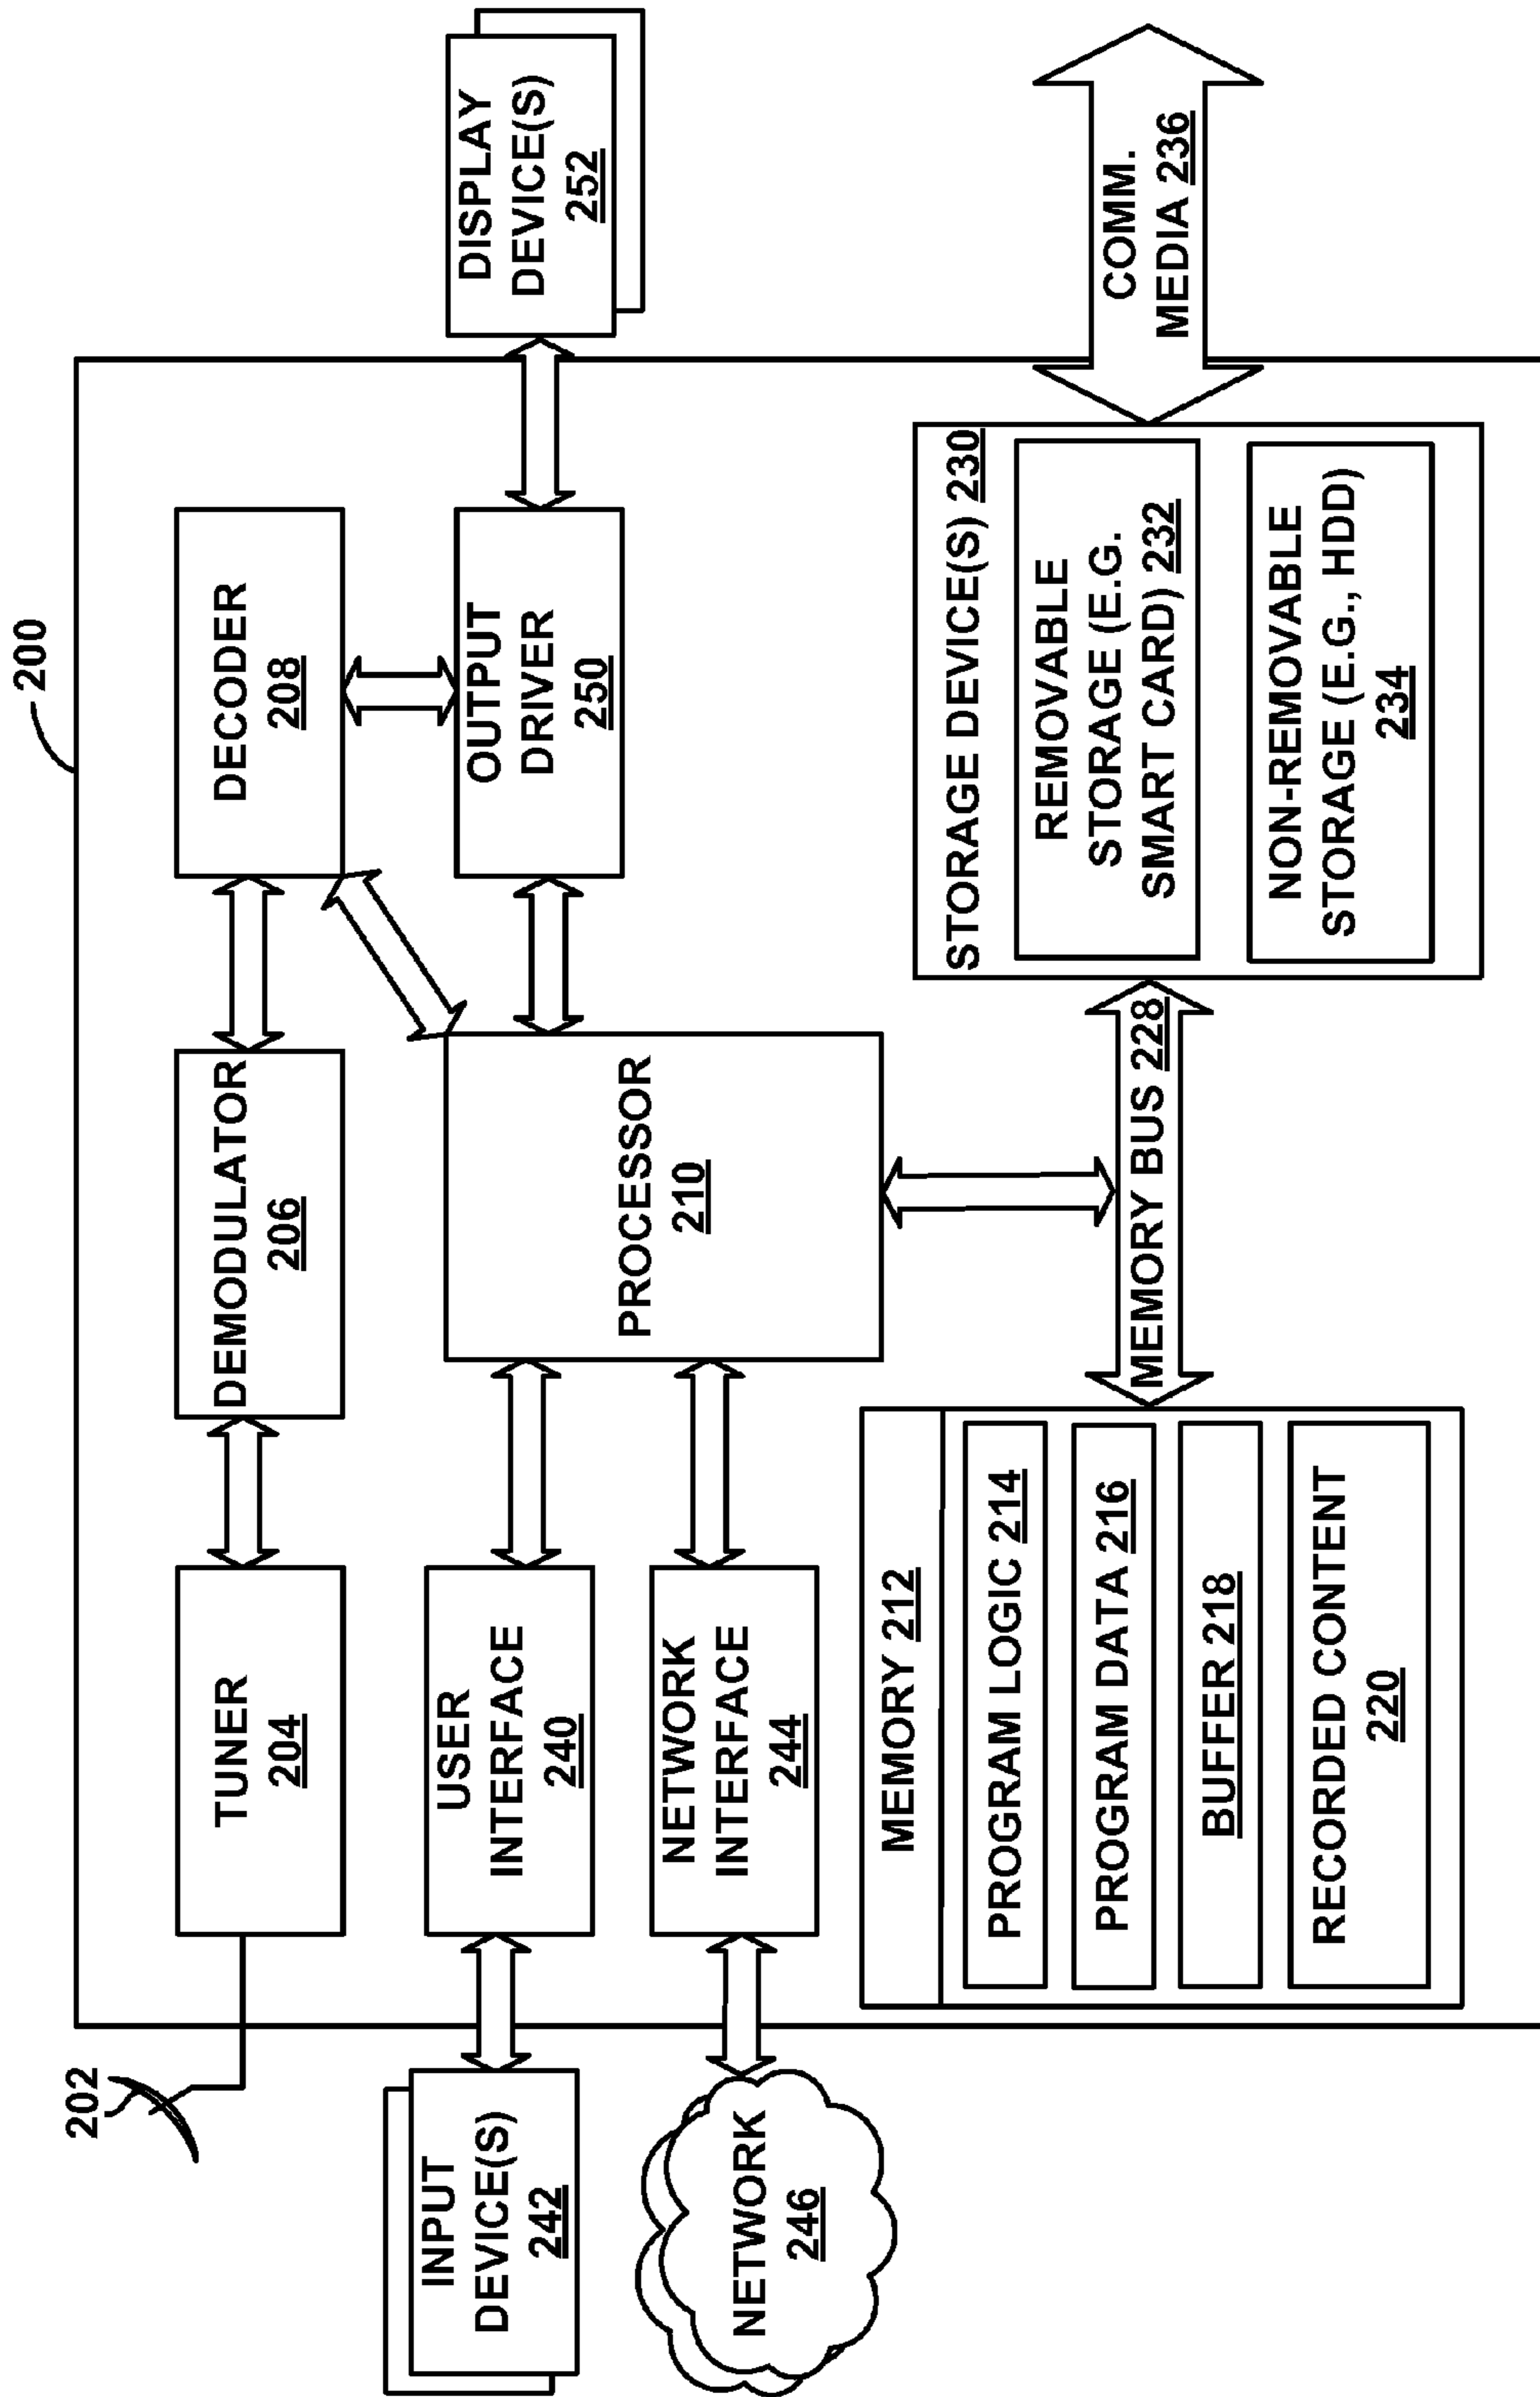 200
202
TUNER
204
DEMODULATOR
206
DECODER
208
INPUT
DEVICE(S)
242
USER
INTERFACE
240
PROCESSOR
210
OUTPUT
DRIVER
250
DISPLAY
DEVICE(S)
252
NETWORK
246
NETWORK
INTERFACE
244
MEMORY 212
PROGRAM LOGIC 214
PROGRAM DATA 216
BUFFER 218
RECORDED CONTENT
220
MEMORY BUS 228
STORAGE DEVICE(S) 230
REMOVABLE
STORAGE (E.G.
SMART CARD) 232
NON-REMOVABLE
STORAGE (E.G., HDD)
234
COMM.
MEDIA 236